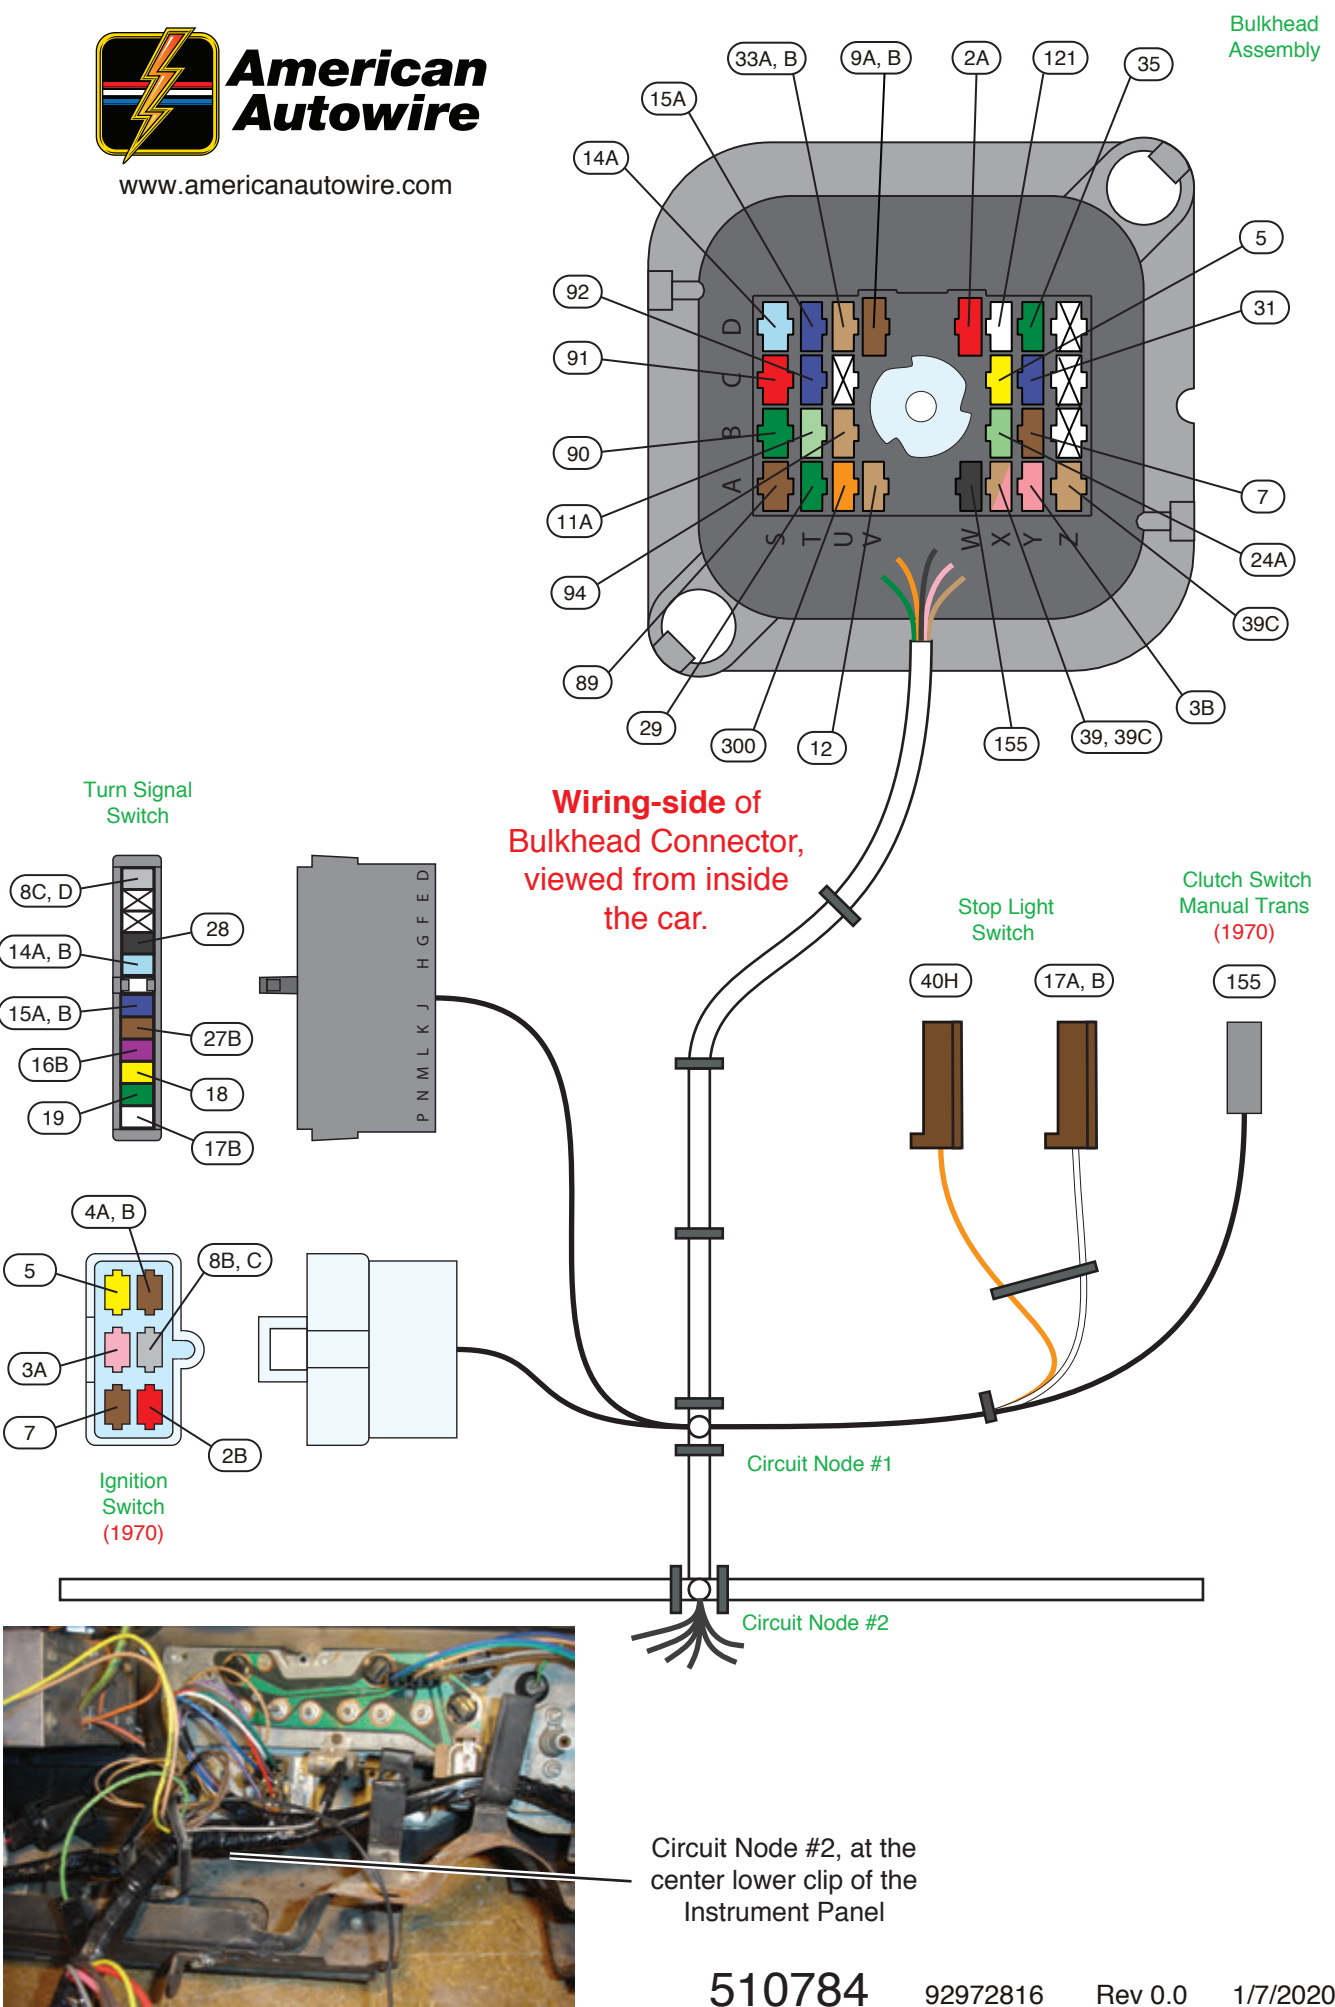 American
Autowire
www.americanautowire.com
Bulkhead
Assembly
33A, B
9A, B
2A
121
35
15A
14A
5
92
31
91
90
7
11A
24A
94
39C
89
3B
29
300
12
155
39, 39C
D
C
B
A
S T U V W X Y Z
Wiring-side of
Bulkhead Connector,
viewed from inside
the car.
Turn Signal
Switch
8C, D
28
14A, B
15A, B
27B
16B
18
19
17B
P N M L K J H G F E D
Stop Light
Switch
40H
17A, B
Clutch Switch
Manual Trans
(1970)
155
4A, B
5
8B, C
3A
7
2B
Ignition
Switch
(1970)
Circuit Node #1
Circuit Node #2
Circuit Node #2, at the
center lower clip of the
Instrument Panel
510784 92972816 Rev 0.0 1/7/2020